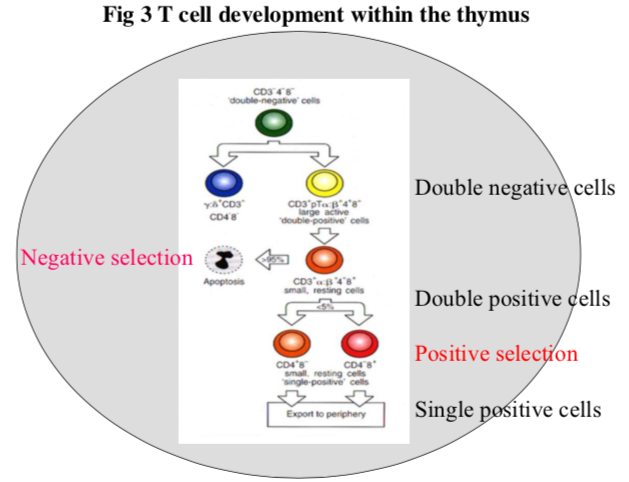 Fig 3 T cell development within the thymus
CD3⁻4⁻8⁻
'double-negative' cells
γ:δ⁺CD3⁻
CD4⁻8⁻
CD3⁺pTα:β⁺4⁺8⁺
large active
'double-positive' cells
Double negative cells
Negative selection
>95%
Apoptosis
CD3⁺α:β⁺4⁺8⁺
small, resting cells
<5%
Double positive cells
Positive selection
CD4⁺8⁻
CD4⁻8⁺
small, resting cells
'single-positive' cells
Export to periphery
Single positive cells